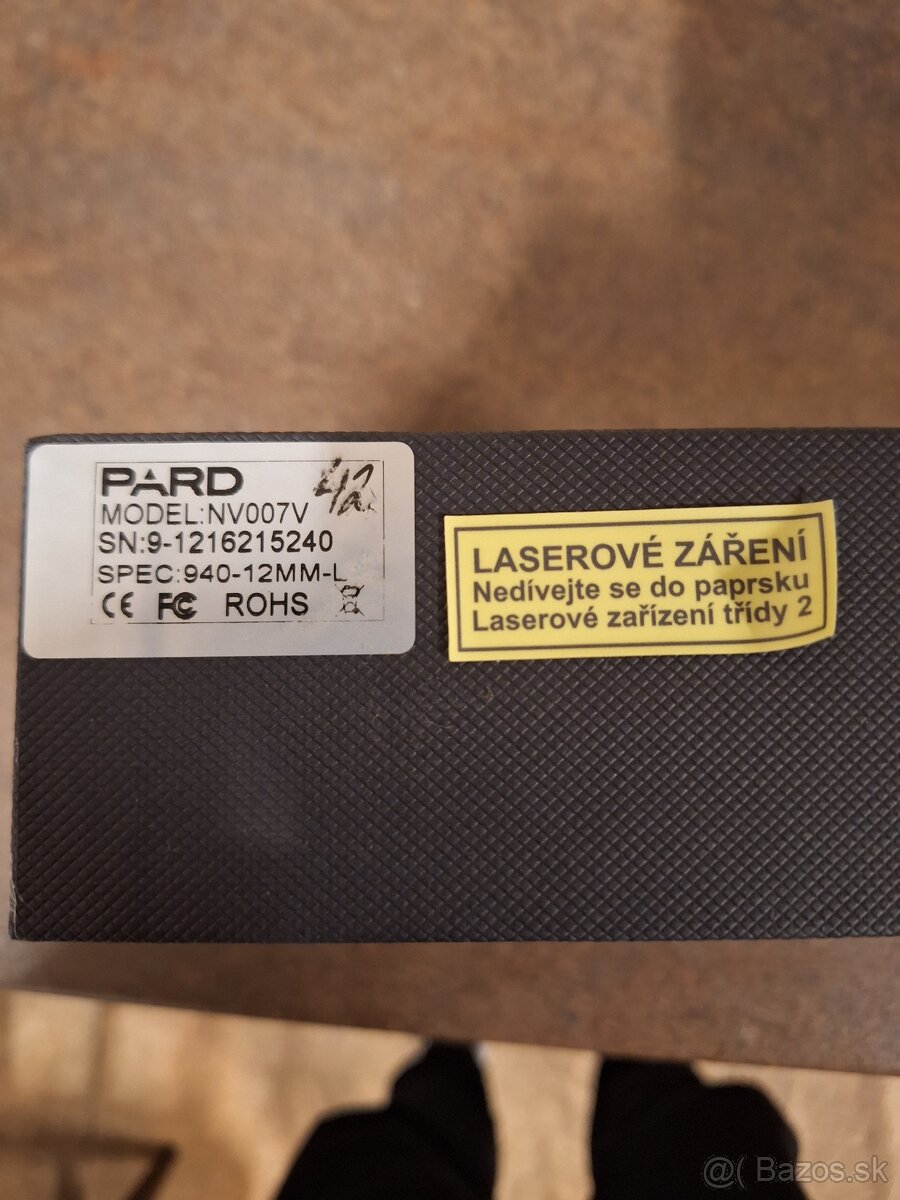 PARD
MODEL:NV007V
SN:9-1216215240
SPEC:940-12MM-L
CE FC ROHS
LASEROVÉ ZÁŘENÍ
Nedívejte se do paprsku
Laserové zařízení třídy 2
@( Bazos.sk